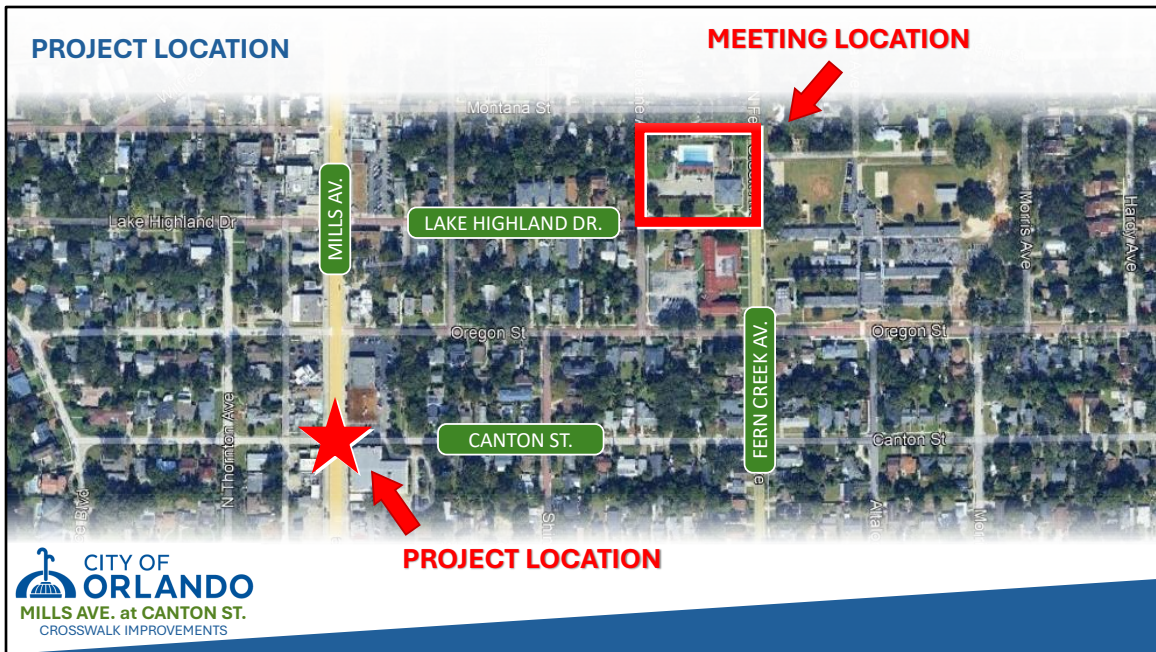 PROJECT LOCATION
MEETING LOCATION
Montana St
MILLS AV.
Lake Highland Dr
LAKE HIGHLAND DR.
Morris Ave
Hardy Ave
Oregon St
Oregon St
FERN CREEK AV.
N Thornton Ave
CANTON ST.
Canton St
PROJECT LOCATION
CITY OF
ORLANDO
MILLS AVE. at CANTON ST.
CROSSWALK IMPROVEMENTS